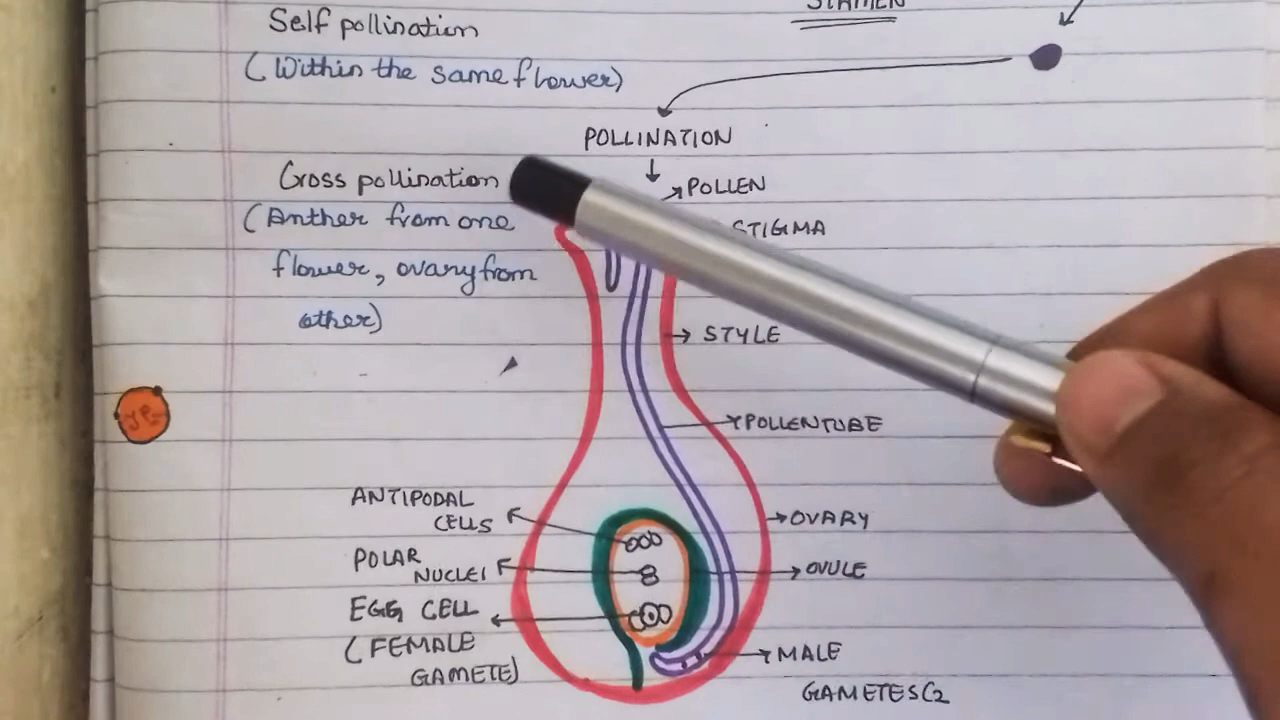 STAMEN
Self pollination
(Within the same flower)
POLLINATION
Cross pollination
POLLEN
(Anther from one
STIGMA
flower, ovary from
other)
STYLE
POLLENTUBE
ANTIPODAL
CELLS
OVARY
POLAR
NUCLEI
OVULE
EGG CELL
(FEMALE
GAMETE)
MALE
GAMETES(2